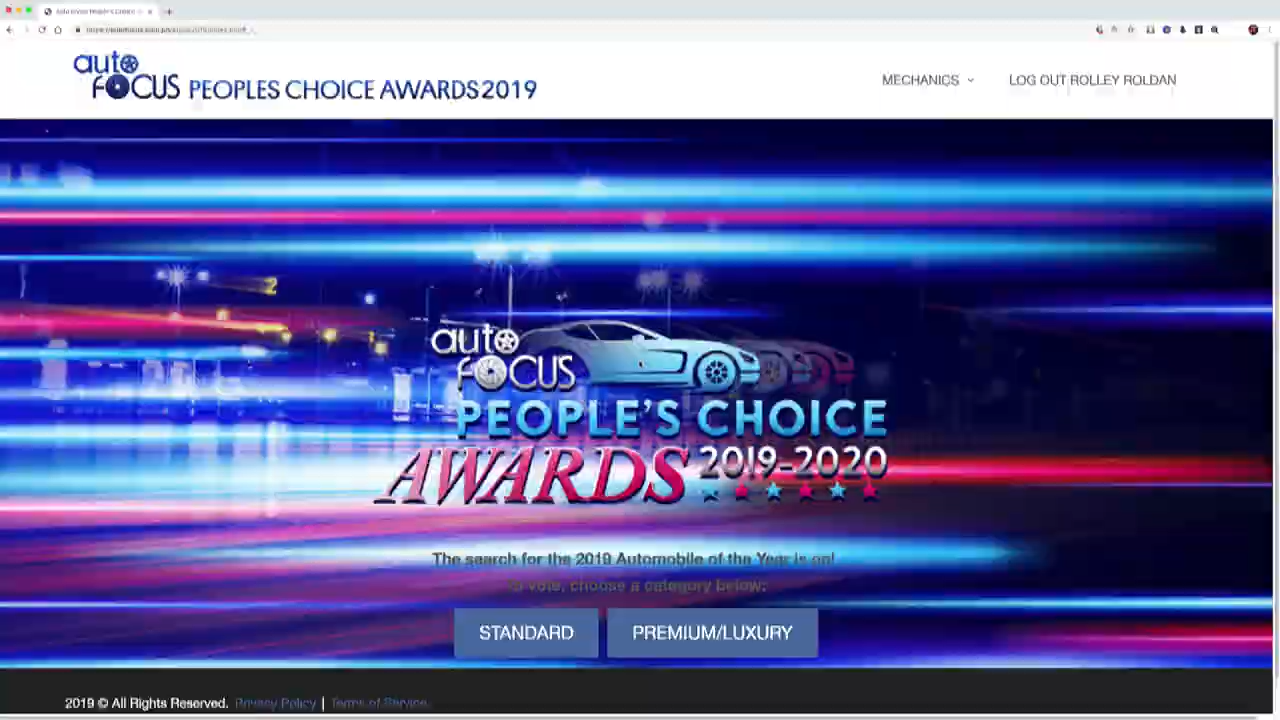 auto
FOCUS PEOPLES CHOICE AWARDS 2019
MECHANICS
LOG OUT ROLLEY ROLDAN
auto
FOCUS
PEOPLE'S CHOICE
AWARDS 2019-2020
The search for the 2019 Automobile of the Year is on!
To vote, choose a category below:
STANDARD
PREMIUM/LUXURY
2019 © All Rights Reserved. Privacy Policy | Terms of Service.